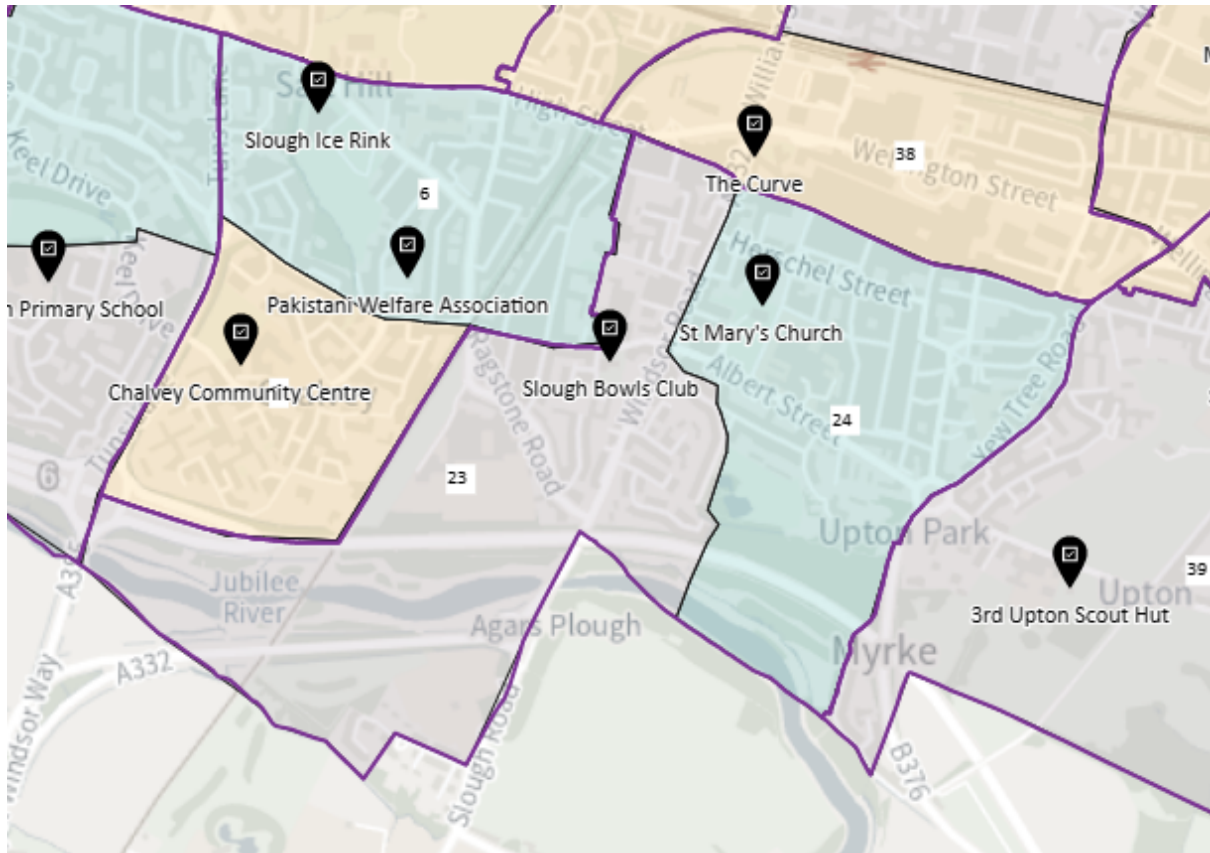 High Street
Slough Ice Rink
Keel Drive
38
Wellington Street
The Curve
6
Herschel Street
Keel Drive
Pakistani Welfare Association
n Primary School
St Mary's Church
Chalvey Community Centre
Ragstone Road
Slough Bowls Club
Windsor Road
Albert Street
24
Yew Tree Road
6
23
Upton Park
39
Jubilee
River
Agars Plough
Upton
3rd Upton Scout Hut
Myrke
A332
Windsor Way
Slough Road
B376